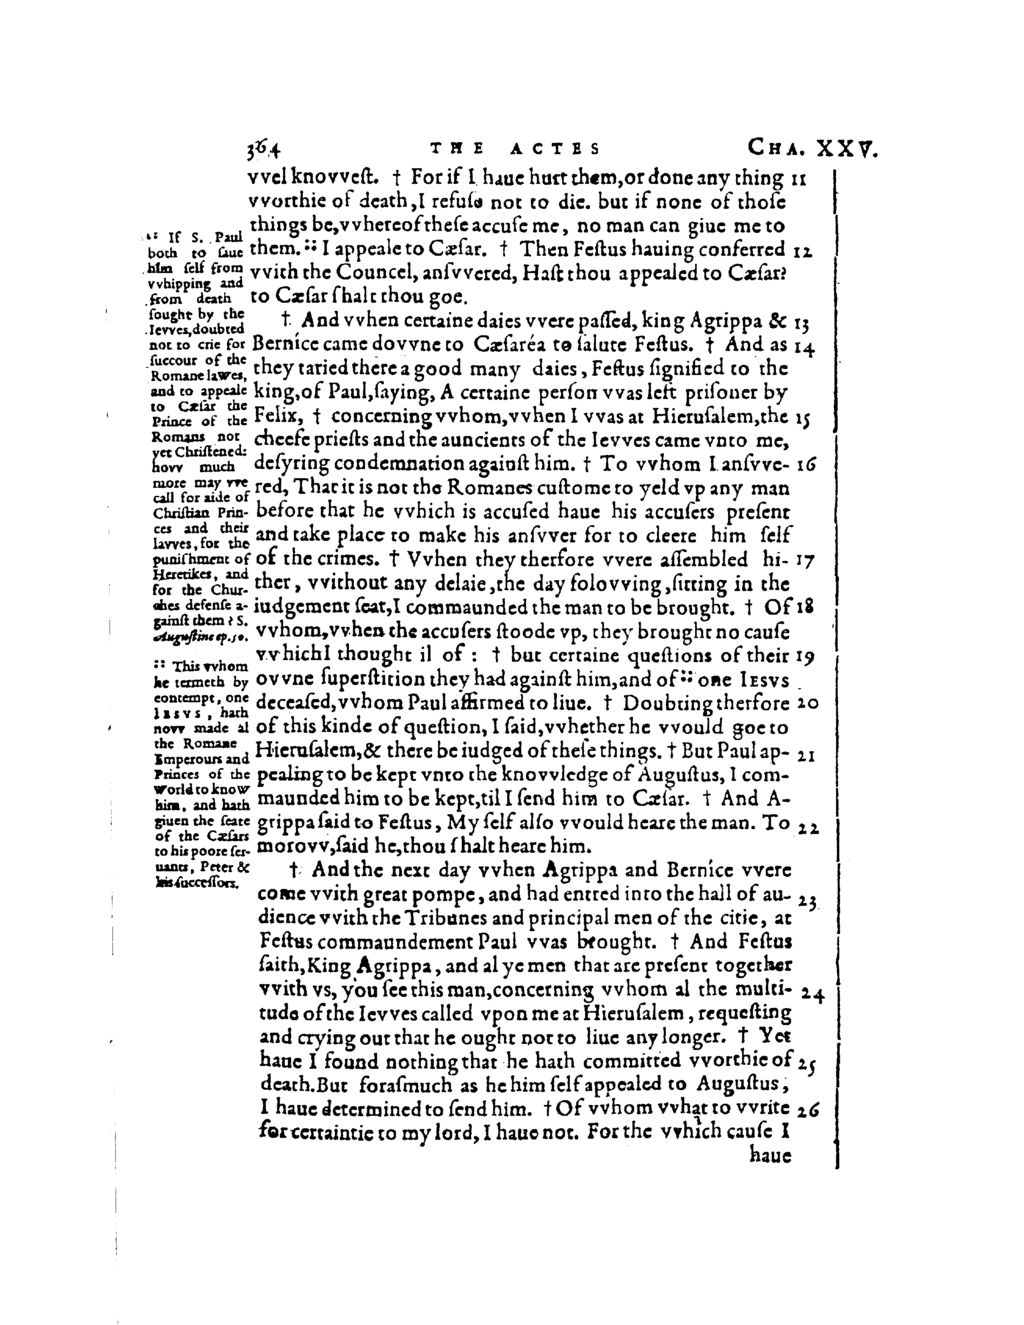 364 THE ACTES CHA. XXV.
vvel knovveſt. † For if I haue hurt them, or done any thing 11
vvorthie of death, I refuſe not to die. but if none of thoſe
things be, vvhereof theſe accuſe me, no man can giue me to
them. :: I appeale to Cæſar. † Then Feſtus hauing conferred 12
vvith the Councel, anſvvered, Haſt thou appealed to Cæſar?
to Cæſar ſhalt thou goe.
† And vvhen certaine daies vvere paſſed, king Agrippa & 13
Bernîce came dovvne to Cæſaréa to ſalute Feſtus. † And as 14
they taried there a good many daies, Feſtus ſignified to the
king, of Paul, ſaying, A certaine perſon vvas left priſoner by
Felix, † concerning vvhom, vvhen I vvas at Hieruſalem, the 15
cheefe prieſts and the auncients of the Ievves came vnto me,
deſyring condemnation againſt him. † To vvhom I anſvve- 16
red, That it is not the Romanes cuſtome to yeld vp any man
before that he vvhich is accuſed haue his accuſers preſent
and take place to make his anſvver for to cleere him ſelf
of the crimes. † Vvhen they therfore vvere aſſembled hi- 17
ther, vvithout any delaie, the day folovving, ſitting in the
iudgement ſeat, I commaunded the man to be brought. † Of 18
vvhom, vvhen the accuſers ſtoode vp, they brought no cauſe
vvhich I thought il of : † but certaine queſtions of their 19
ovvne ſuperſtition they had againſt him, and of :: one IESVS
deceaſed, vvhom Paul affirmed to liue. † Doubting therfore 20
of this kinde of queſtion, I ſaid, vvhether he vvould goe to
Hieruſalem, & there be iudged of theſe things. † But Paul ap- 21
pealing to be kept vnto the knovvledge of Auguſtus, I com-
maunded him to be kept, til I ſend him to Cæſar. † And A-
grippa ſaid to Feſtus, My ſelf alſo vvould heare the man. To 22
morovv, ſaid he, thou ſhalt heare him.
† And the next day vvhen Agrippa and Bernîce vvere
come vvith great pompe, and had entred into the hall of au- 23
dience vvith the Tribunes and principal men of the citie, at
Feſtus commaundement Paul vvas brought. † And Feſtus
ſaith, King Agrippa, and al ye men that are preſent together
vvith vs, you ſee this man, concerning vvhom al the multi- 24
tude of the Ievves called vpon me at Hieruſalem, requeſting
and crying out that he ought not to liue any longer. † Yet
haue I found nothing that he hath committed vvorthie of 25
death. But foraſmuch as he him ſelf appealed to Auguſtus,
I haue determined to ſend him. † Of vvhom vvhat to vvrite 26
for certaintie to my lord, I haue not. For the vvhich cauſe I
haue
:: If S. Paul
both to ſaue
him ſelf from
vvhipping and
from death
ſought by the
Ievves, doubted
not to crie for
ſuccour of the
Romane lawes,
and to appeale
to Cæſar the
Prince of the
Romans not
yet Chriſtened:
hovv much
more may vve
call for aide of
Chriſtian Prin-
ces and their
lavves, for the
puniſhment of
Heretikes, and
for the Chur-
ches defenſe a-
gainſt them? S.
Auguſtine ep. 50.
:: This vvhom
he termeth by
contempt, one
IESVS, hath
novv made al
the Romane
Emperours and
Princes of the
world to know
him, and hath
giuen the ſeate
of the Cæſars
to his poore ſer-
uants, Peter &
his ſucceſſors.